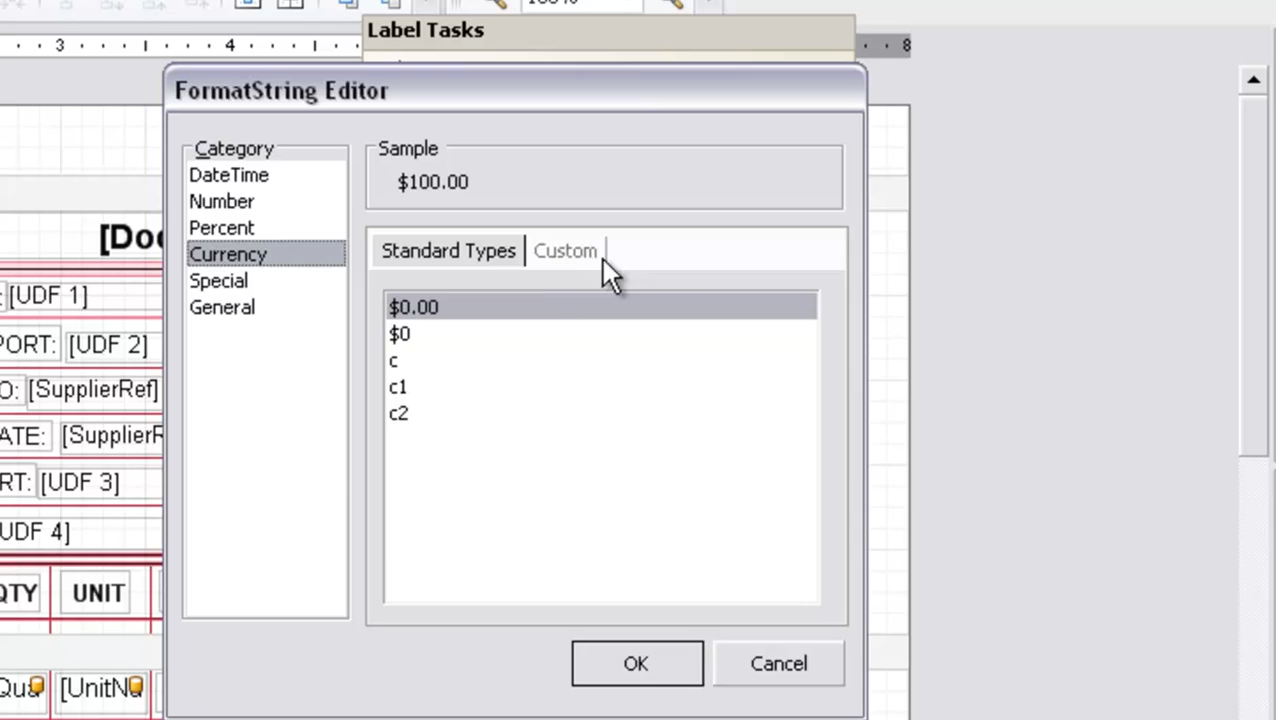 Label Tasks
3 4 8
FormatString Editor
Category
DateTime
Number
Percent
Currency
Special
General
Sample
$100.00
Standard Types Custom
$0.00
$0
c
c1
c2
OK Cancel
[Doc
[UDF 1]
PORT: [UDF 2]
O: [SupplierRef]
ATE: [SupplierR
RT: [UDF 3]
UDF 4]
QTY UNIT
Qua [UnitN